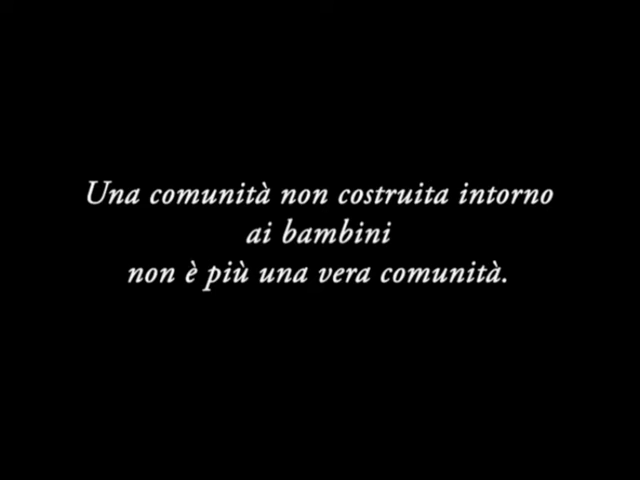 Una comunità non costruita intorno
ai bambini
non è più una vera comunità.